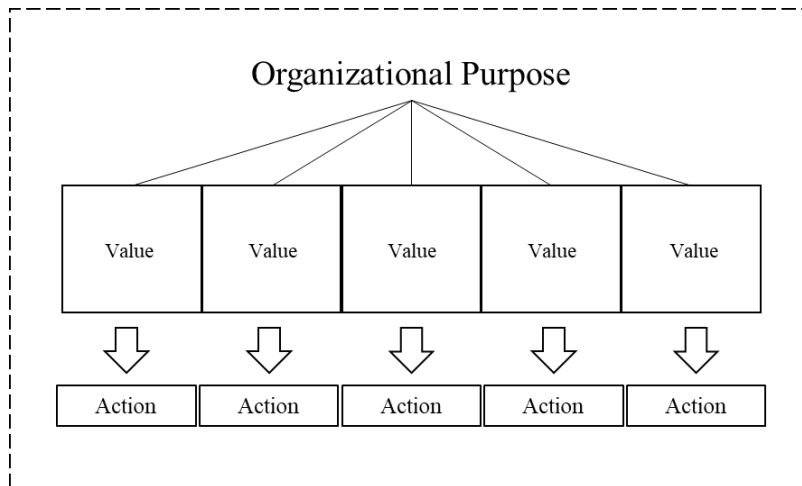 Organizational Purpose
Value Value Value Value Value
Action Action Action Action Action